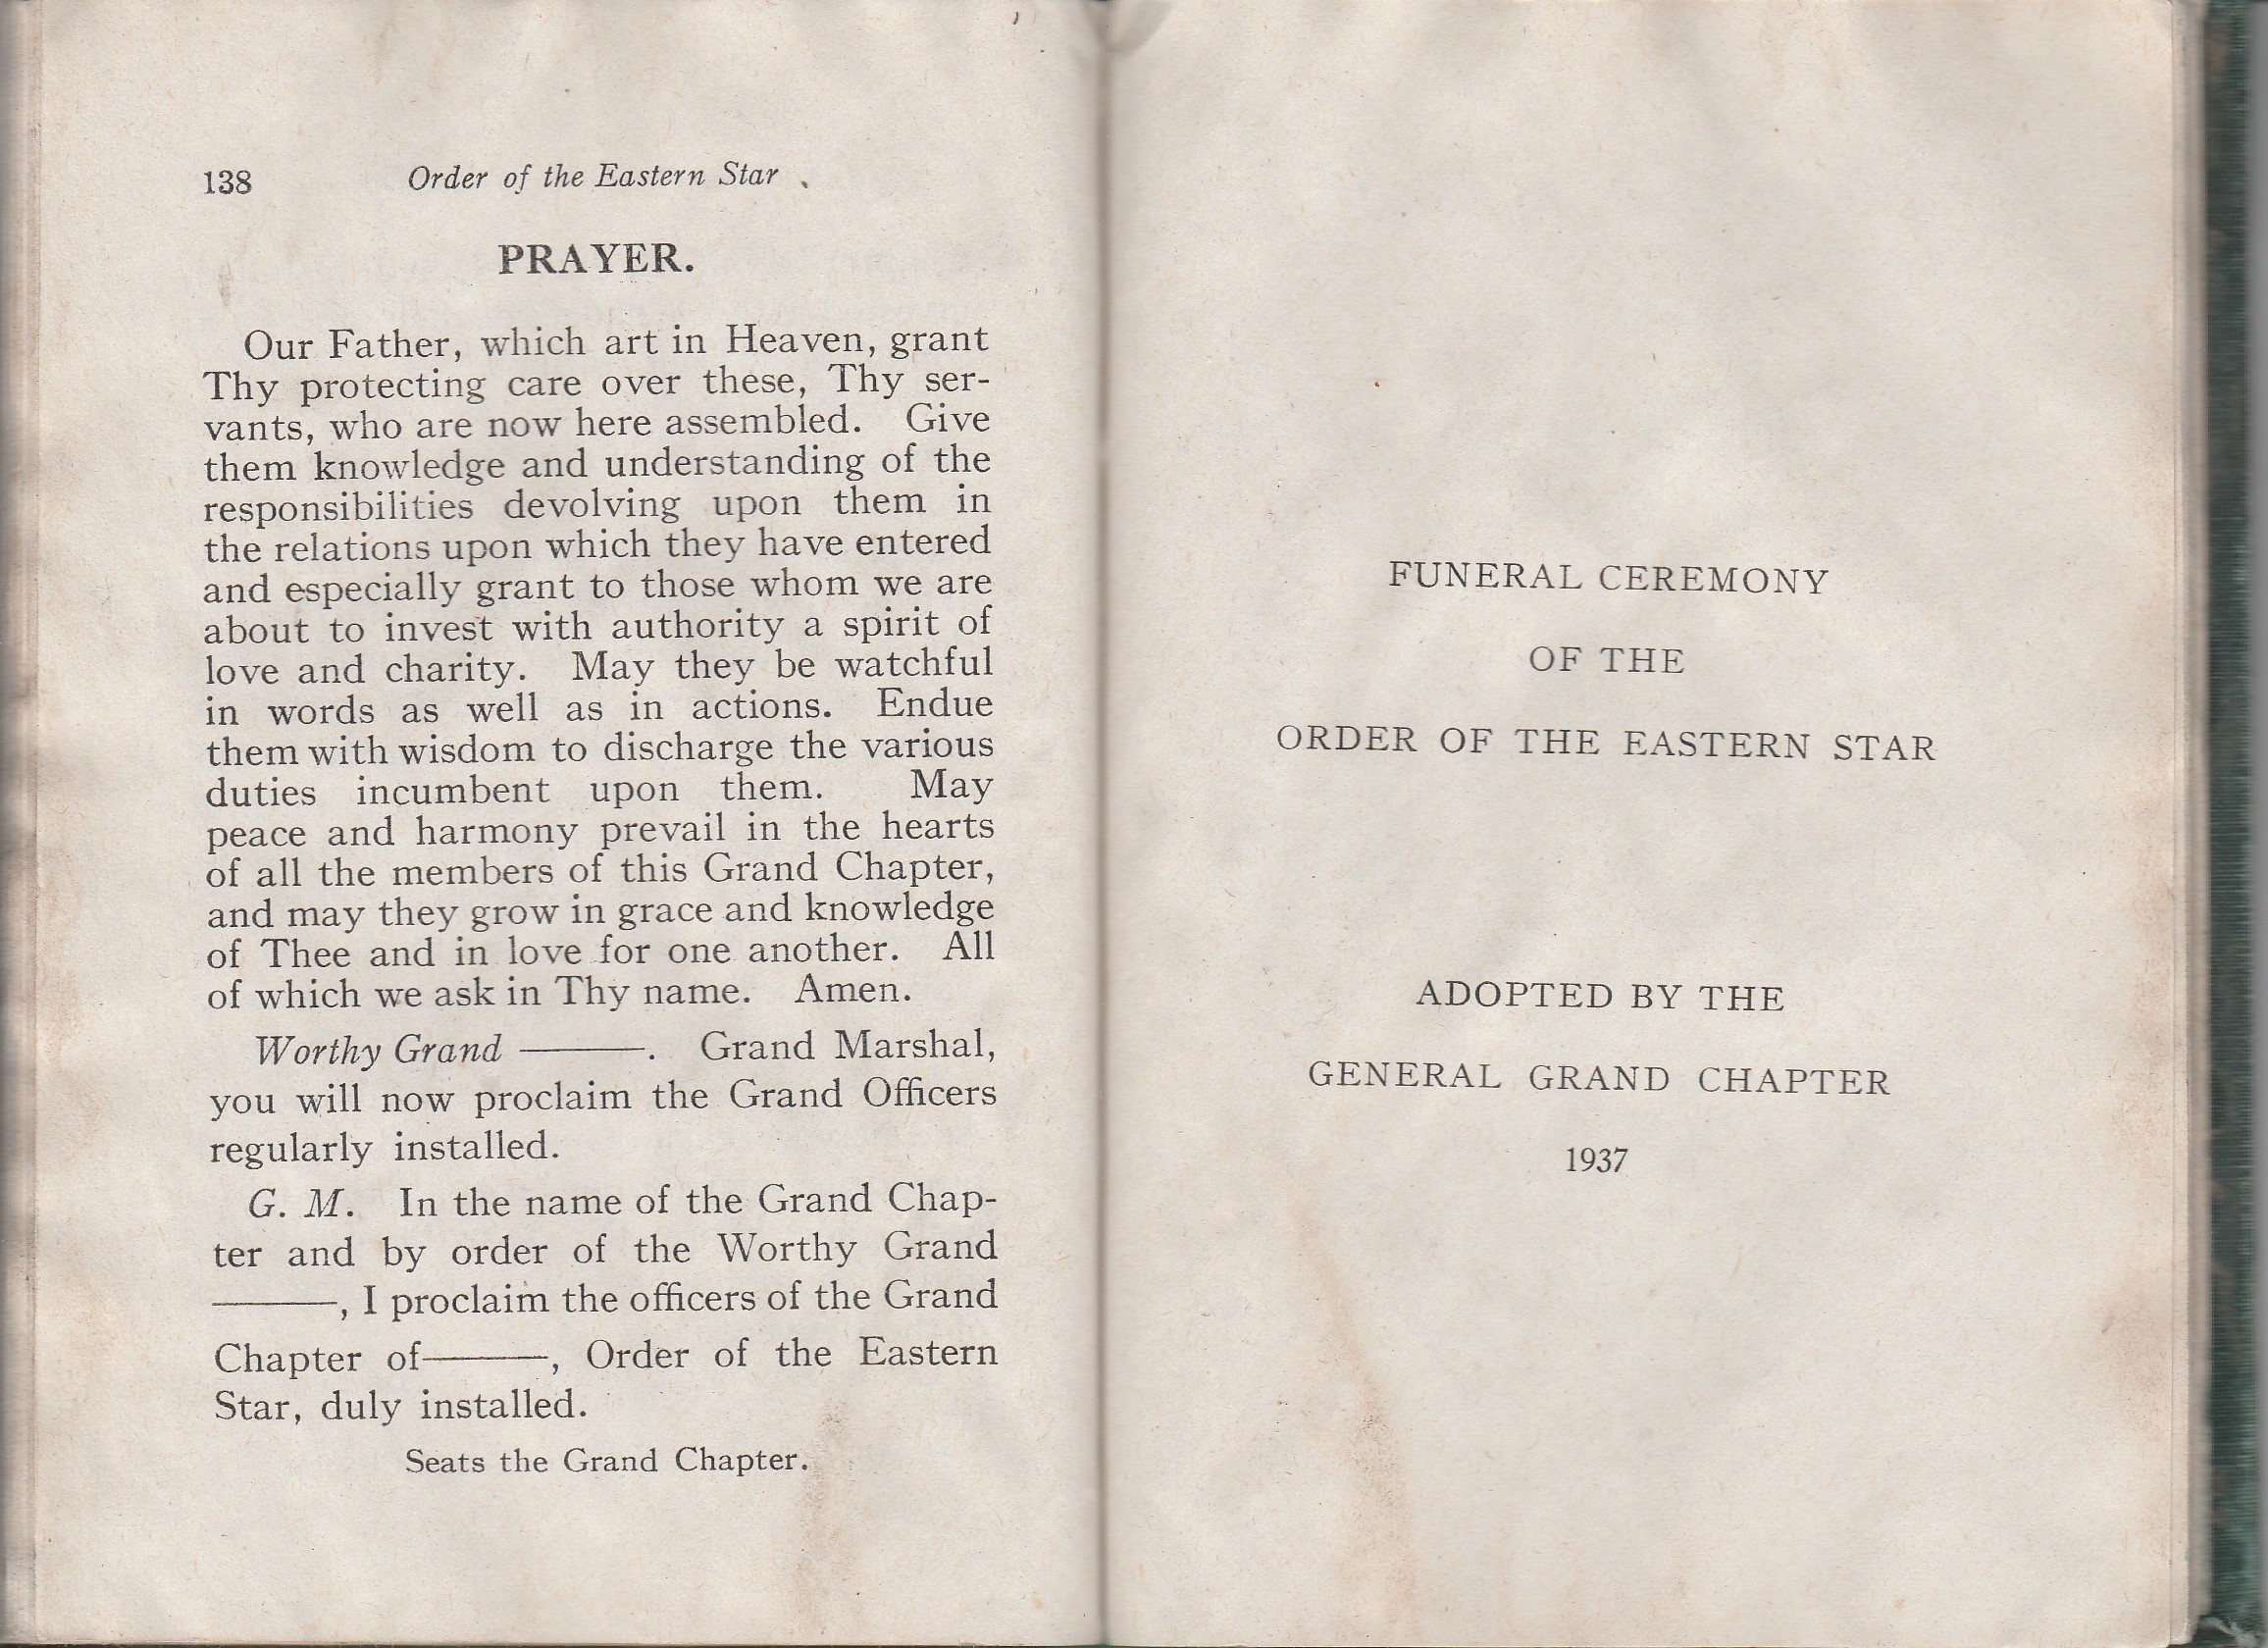 138 Order of the Eastern Star
PRAYER.
Our Father, which art in Heaven, grant
Thy protecting care over these, Thy ser-
vants, who are now here assembled. Give
them knowledge and understanding of the
responsibilities devolving upon them in
the relations upon which they have entered
and especially grant to those whom we are
about to invest with authority a spirit of
love and charity. May they be watchful
in words as well as in actions. Endue
them with wisdom to discharge the various
duties incumbent upon them. May
peace and harmony prevail in the hearts
of all the members of this Grand Chapter,
and may they grow in grace and knowledge
of Thee and in love for one another. All
of which we ask in Thy name. Amen.
Worthy Grand ———. Grand Marshal,
you will now proclaim the Grand Officers
regularly installed.
G. M. In the name of the Grand Chap-
ter and by order of the Worthy Grand
———, I proclaim the officers of the Grand
Chapter of———, Order of the Eastern
Star, duly installed.
Seats the Grand Chapter.
FUNERAL CEREMONY
OF THE
ORDER OF THE EASTERN STAR
ADOPTED BY THE
GENERAL GRAND CHAPTER
1937